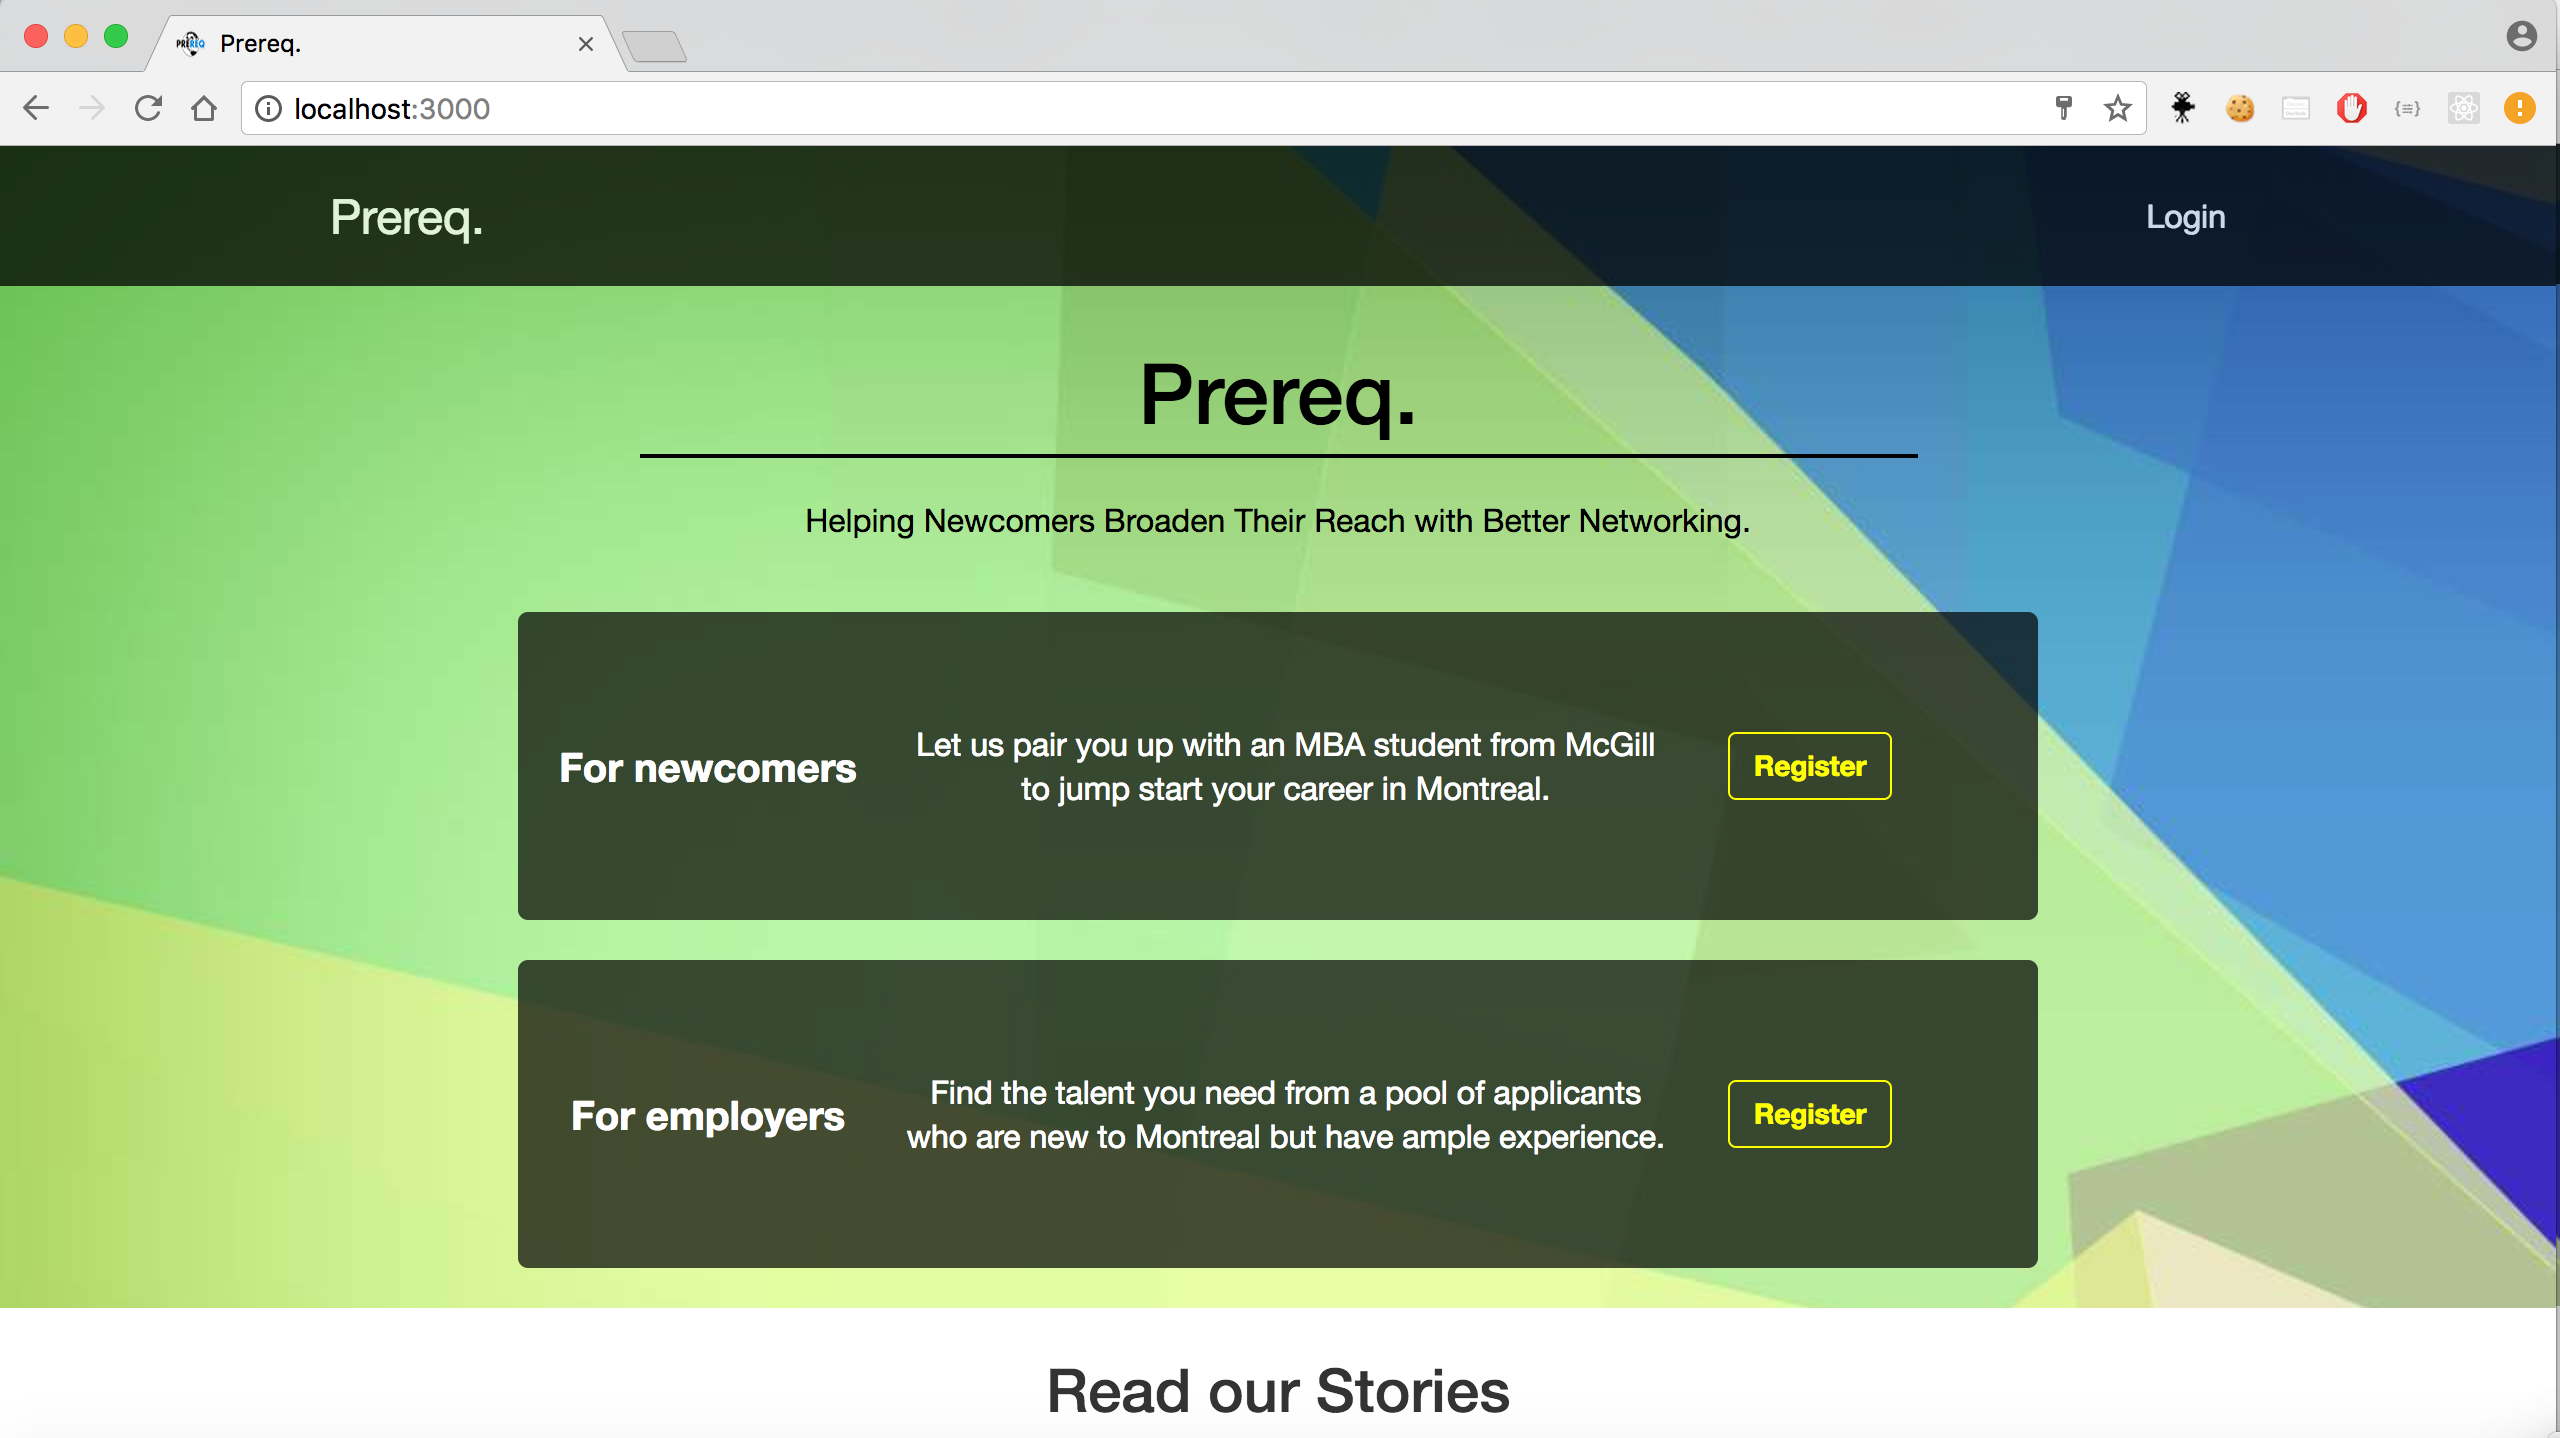 PREREQ
Prereq.
localhost:3000
Prereq.
Login
Prereq.
Helping Newcomers Broaden Their Reach with Better Networking.
For newcomers
Let us pair you up with an MBA student from McGill
to jump start your career in Montreal.
Register
For employers
Find the talent you need from a pool of applicants
who are new to Montreal but have ample experience.
Register
Read our Stories